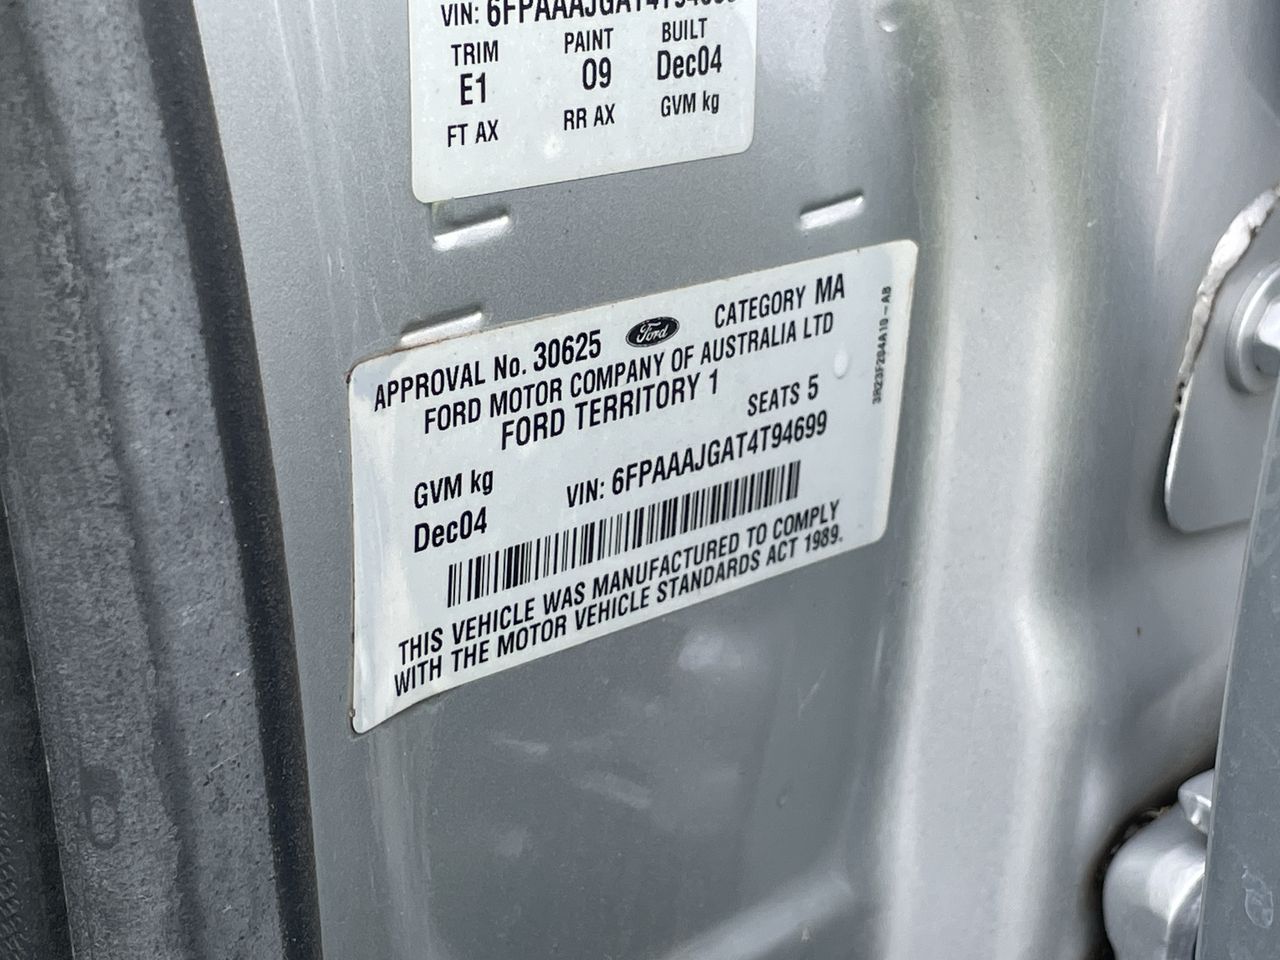 VIN: 6FPAAAJGAT4T94699
TRIM PAINT BUILT
E1 09 Dec04
FT AX RR AX GVM kg
APPROVAL No. 30625 Ford CATEGORY MA
FORD MOTOR COMPANY OF AUSTRALIA LTD
FORD TERRITORY 1
SEATS 5
GVM kg
VIN: 6FPAAAJGAT4T94699
Dec04
THIS VEHICLE WAS MANUFACTURED TO COMPLY
WITH THE MOTOR VEHICLE STANDARDS ACT 1989.